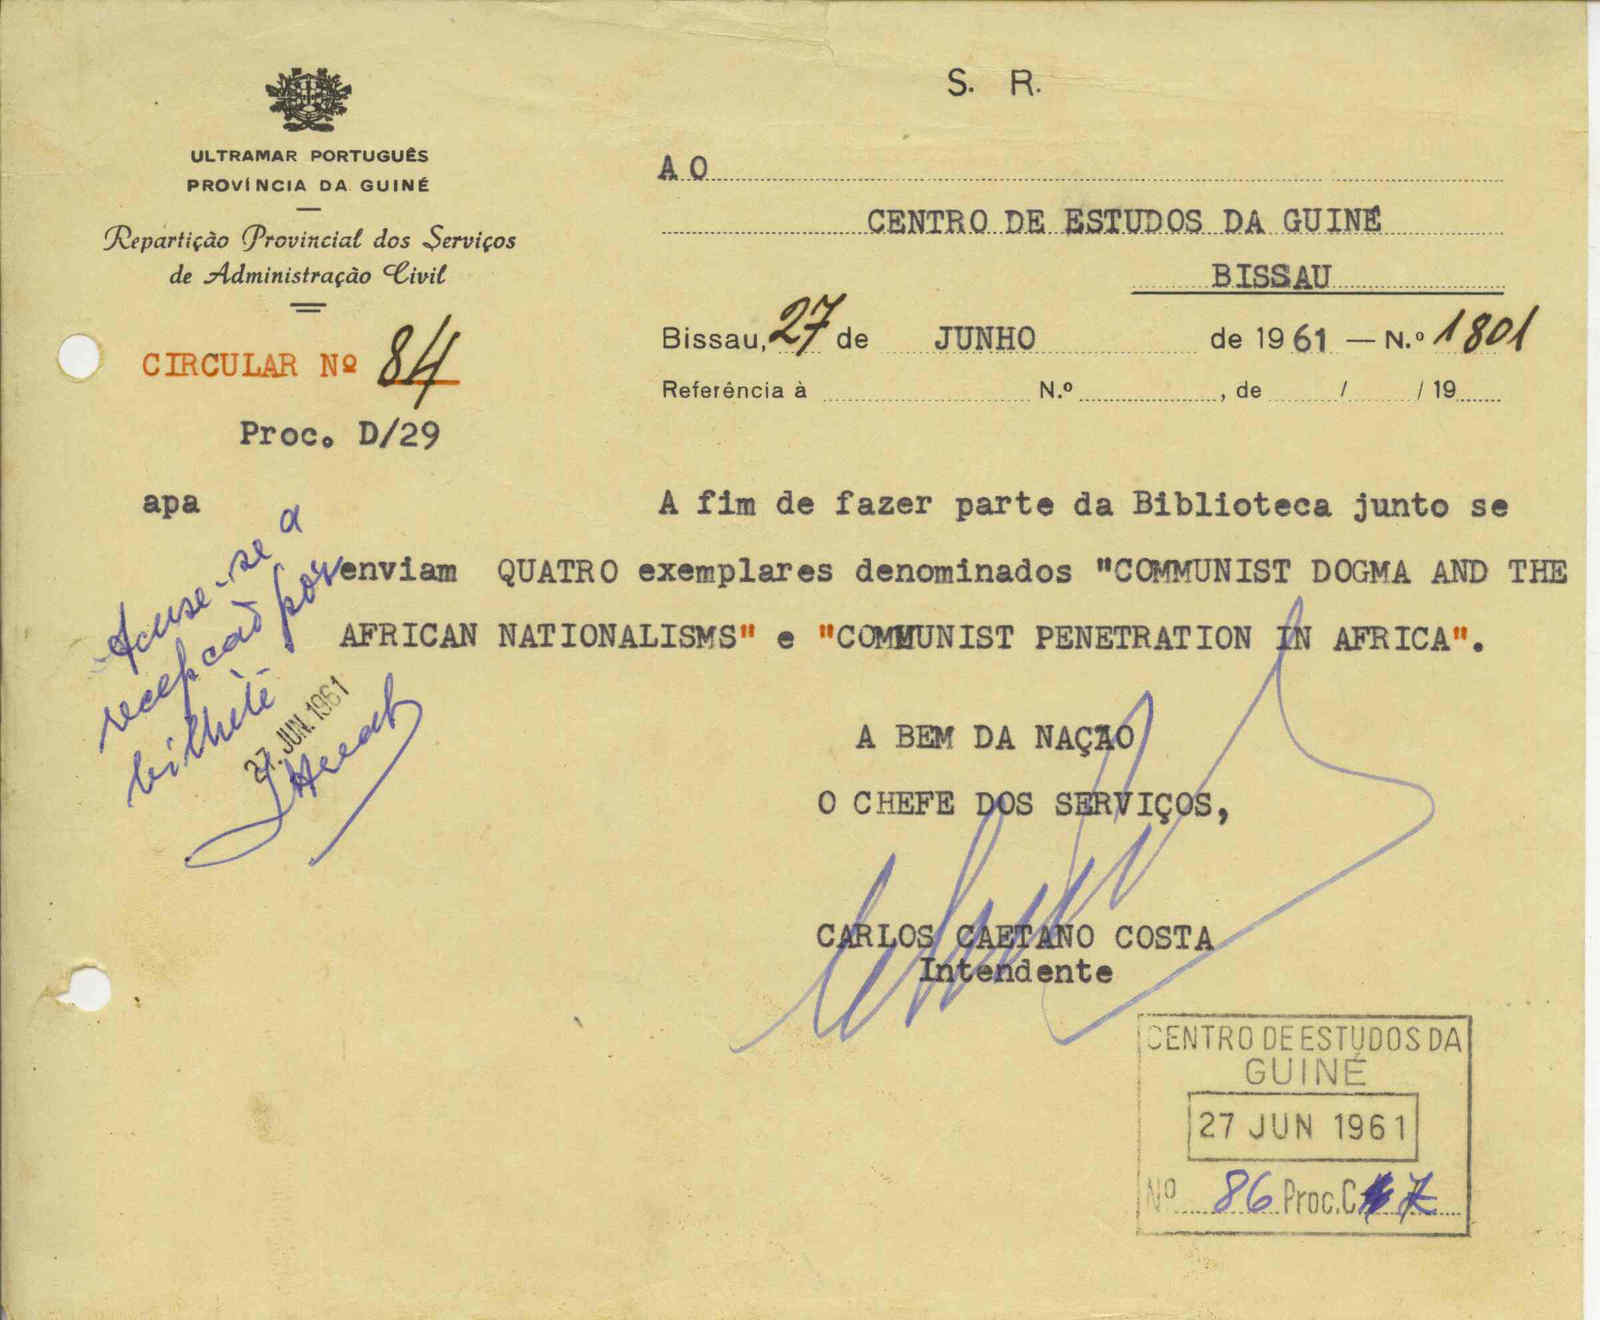 S. R.
ULTRAMAR PORTUGUÊS
PROVÍNCIA DA GUINÉ
Repartição Provincial dos Serviços
de Administração Civil
CIRCULAR Nº 84
Proc. D/29
AO
CENTRO DE ESTUDOS DA GUINÉ
BISSAU
Bissau, 27 de JUNHO de 1961 — N.º 1801
Referência à N.º , de / / 19
apa
A fim de fazer parte da Biblioteca junto se
enviam QUATRO exemplares denominados "COMMUNIST DOGMA AND THE
AFRICAN NATIONALISMS" e "COMMUNIST PENETRATION IN AFRICA".
Acuse-se a
recepcaõ por
bilhete
27. JUN. 1961
A BEM DA NAÇÃO
O CHEFE DOS SERVIÇOS,
CARLOS CAETANO COSTA
Intendente
CENTRO DE ESTUDOS DA
GUINÉ
27 JUN 1961
Nº 86 Proc. C 7